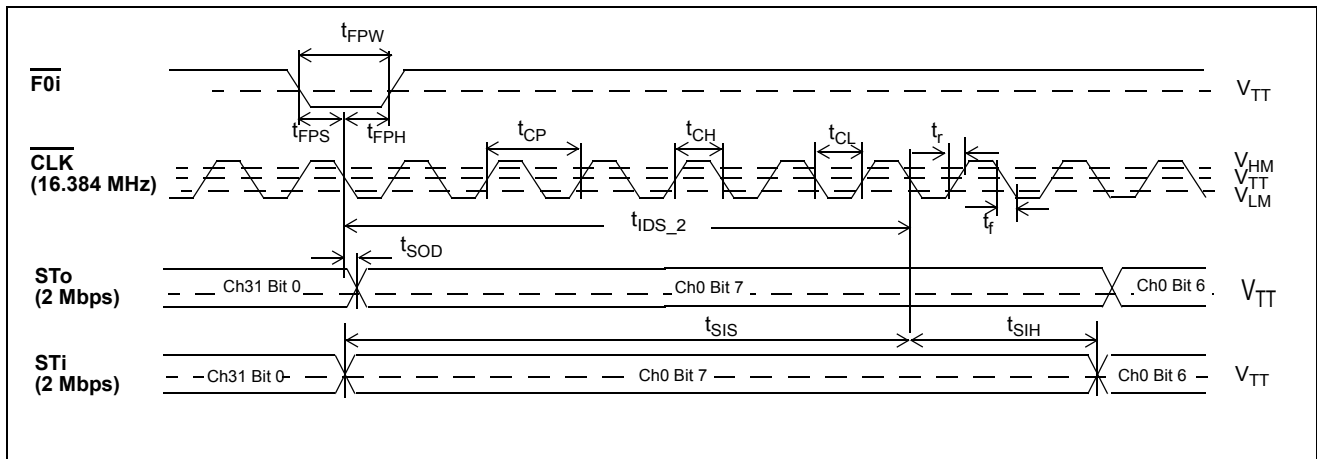 tFPW
F0i
VTT
tFPS
tFPH
tCP
tCH
tCL
tr
CLK
(16.384 MHz)
VHM
VTT
VLM
tIDS_2
tf
tSOD
STo
(2 Mbps)
Ch31 Bit 0
Ch0 Bit 7
Ch0 Bit 6
VTT
tSIS
tSIH
STi
(2 Mbps)
Ch31 Bit 0
Ch0 Bit 7
Ch0 Bit 6
VTT